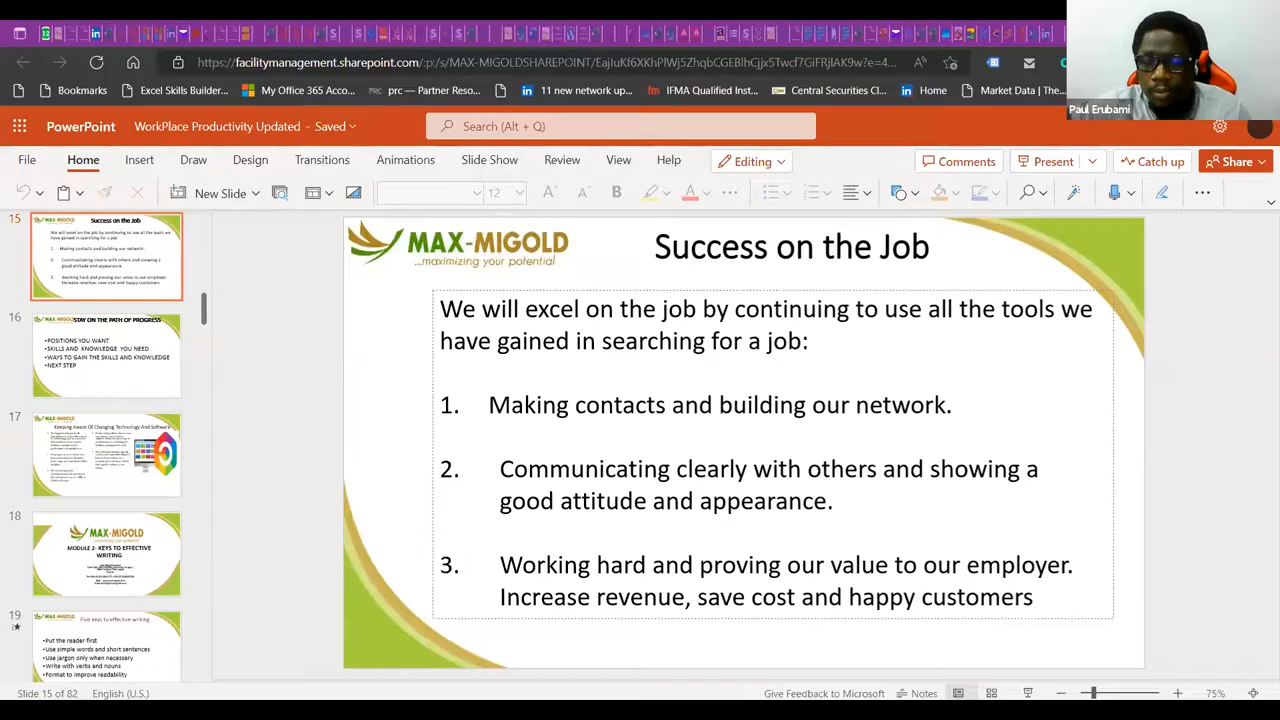 https://facilitymanagement.sharepoint.com/:p:/s/MAX-MIGOLDSHAREPOINT/
Bookmarks Excel Skills Builder... My Office 365 Acco... prc — Partner Reso... 11 new network up... IFMA Qualified Inst... Central Securities Cl... Home Market Data | The...
Paul Erubami
PowerPoint WorkPlace Productivity Updated - Saved Search (Alt + Q)
File Home Insert Draw Design Transitions Animations Slide Show Review View Help Editing Comments Present Catch up Share
New Slide 12 B A
15
MAX-MIGOLD Success on the Job
We will excel on the job by continuing to use all the tools we
have gained in searching for a job
1. Making contacts and building our network.
2. Communicating clearly with others and showing a
good attitude and appearance.
3. Working hard and proving our value to our employer.
Increase revenue, save cost and happy customers
16
MAX-MIGOLD STAY ON THE PATH OF PROGRESS
•POSITIONS YOU WANT
•SKILLS AND KNOWLEDGE YOU NEED
•WAYS TO GAIN THE SKILLS AND KNOWLEDGE
•NEXT STEP
17
MAX-MIGOLD
Keeping Aware Of Changing Technology And Software
18
MAX-MIGOLD
MODULE 2- KEYS TO EFFECTIVE
WRITING
19
MAX-MIGOLD Five keys to effective writing
•Put the reader first
•Use simple words and short sentences
•Use jargon only when necessary
•Write with verbs and nouns
•Format to improve readability
MAX-MIGOLD
...maximizing your potential
Success on the Job
We will excel on the job by continuing to use all the tools we
have gained in searching for a job:
1. Making contacts and building our network.
2. Communicating clearly with others and showing a
good attitude and appearance.
3. Working hard and proving our value to our employer.
Increase revenue, save cost and happy customers
Slide 15 of 82 English (U.S.) Give Feedback to Microsoft Notes 75%